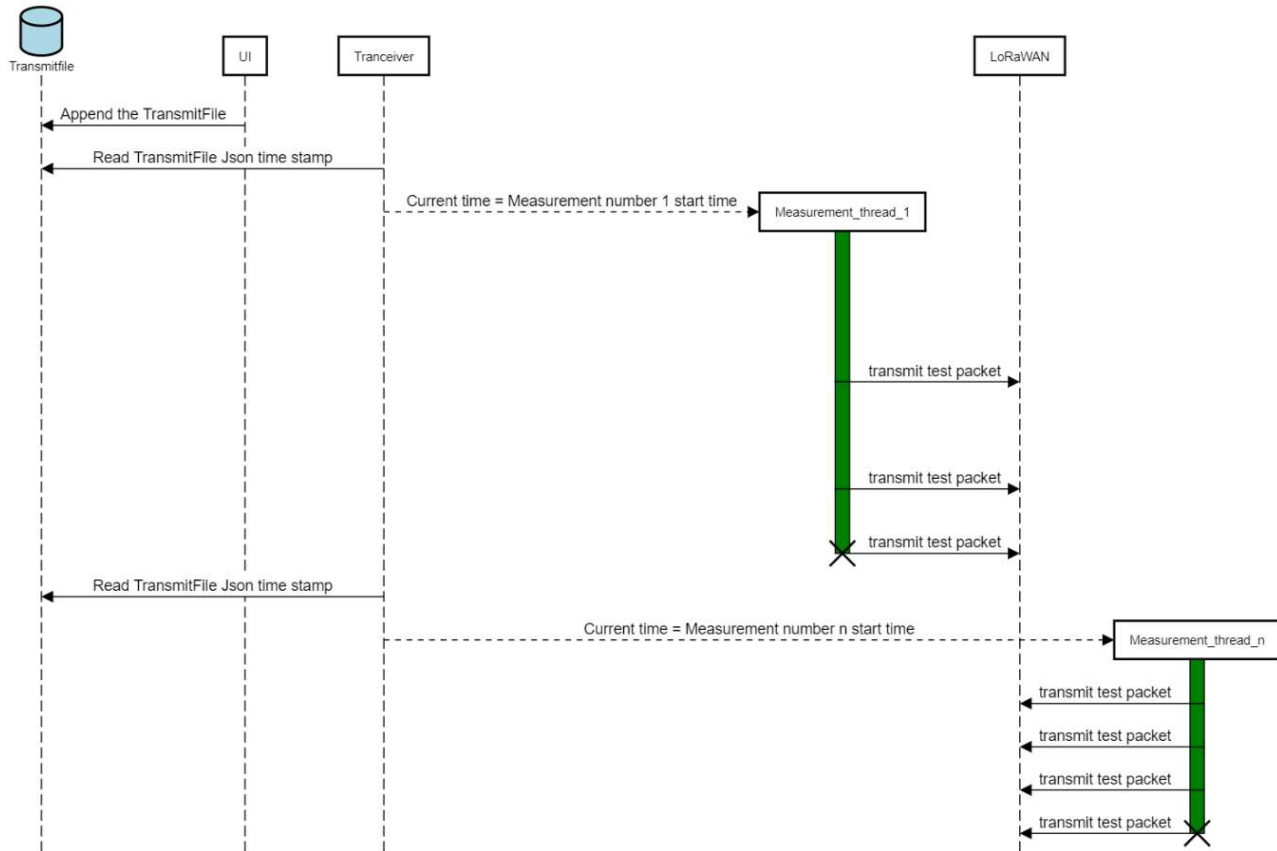 Transmitfile
UI
Tranceiver
LoRaWAN
Append the TransmitFile
Read TransmitFile Json time stamp
Current time = Measurement number 1 start time
Measurement_thread_1
transmit test packet
transmit test packet
transmit test packet
Read TransmitFile Json time stamp
Current time = Measurement number n start time
Measurement_thread_n
transmit test packet
transmit test packet
transmit test packet
transmit test packet